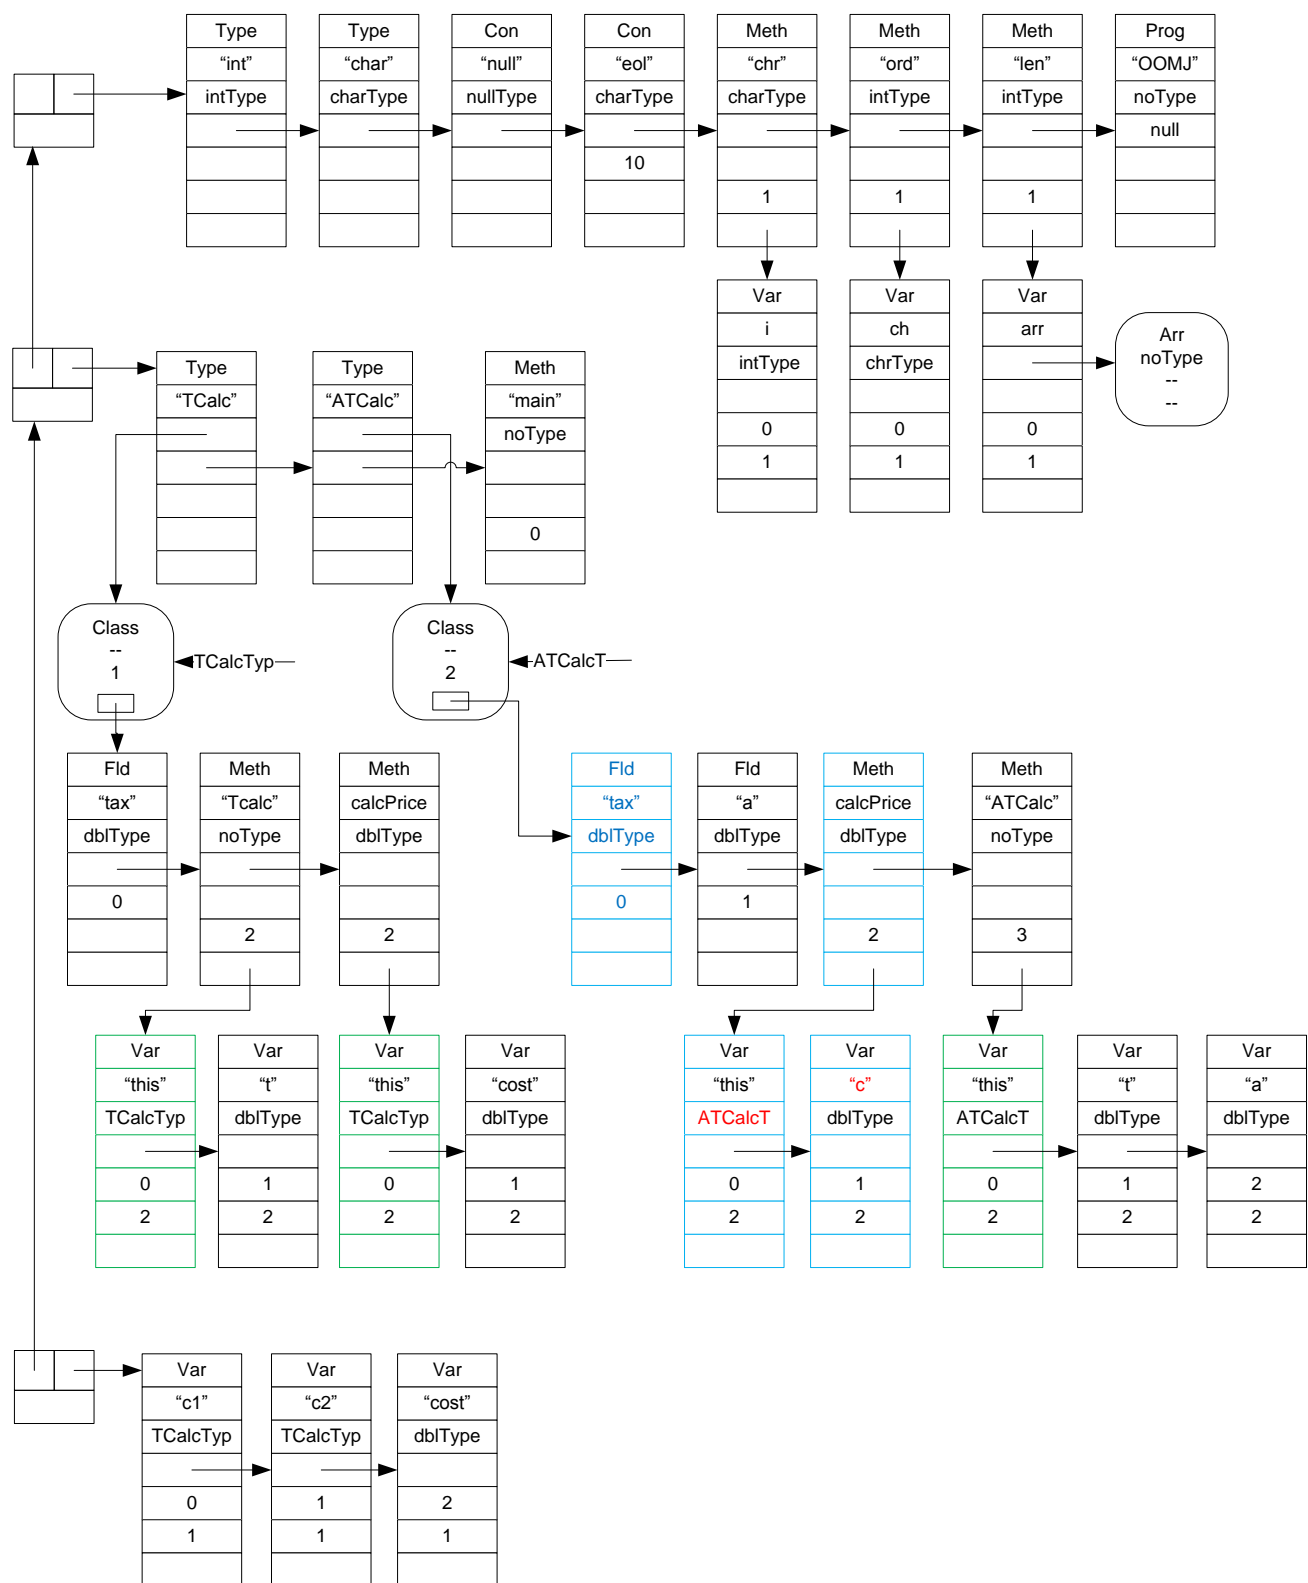 Type Type Con Con Meth Meth Meth Prog
“int” “char” “null” “eol” “chr” “ord” “len” “OOMJ”
intType charType nullType charType charType intType intType noType
null
10
1 1 1
Var Var Var
i ch arr
intType chrType
0 0 0
1 1 1
Arr
noType
--
--
Type Type Meth
“TCalc” “ATCalc” “main”
noType
0
Class
--
1
TCalcTyp
Class
--
2
ATCalcT
Fld Meth Meth Fld Fld Meth Meth
“tax” “Tcalc” calcPrice “tax” “a” calcPrice “ATCalc”
dblType noType dblType dblType dblType dblType noType
0 0 1
2 2 2 3
Var Var Var Var Var Var Var Var Var
“this” “t” “this” “cost” “this” “c” “this” “t” “a”
TCalcTyp dblType TCalcTyp dblType ATCalcT dblType ATCalcT dblType dblType
0 1 0 1 0 1 0 1 2
2 2 2 2 2 2 2 2 2
Var Var Var
“c1” “c2” “cost”
TCalcTyp TCalcTyp dblType
0 1 2
1 1 1